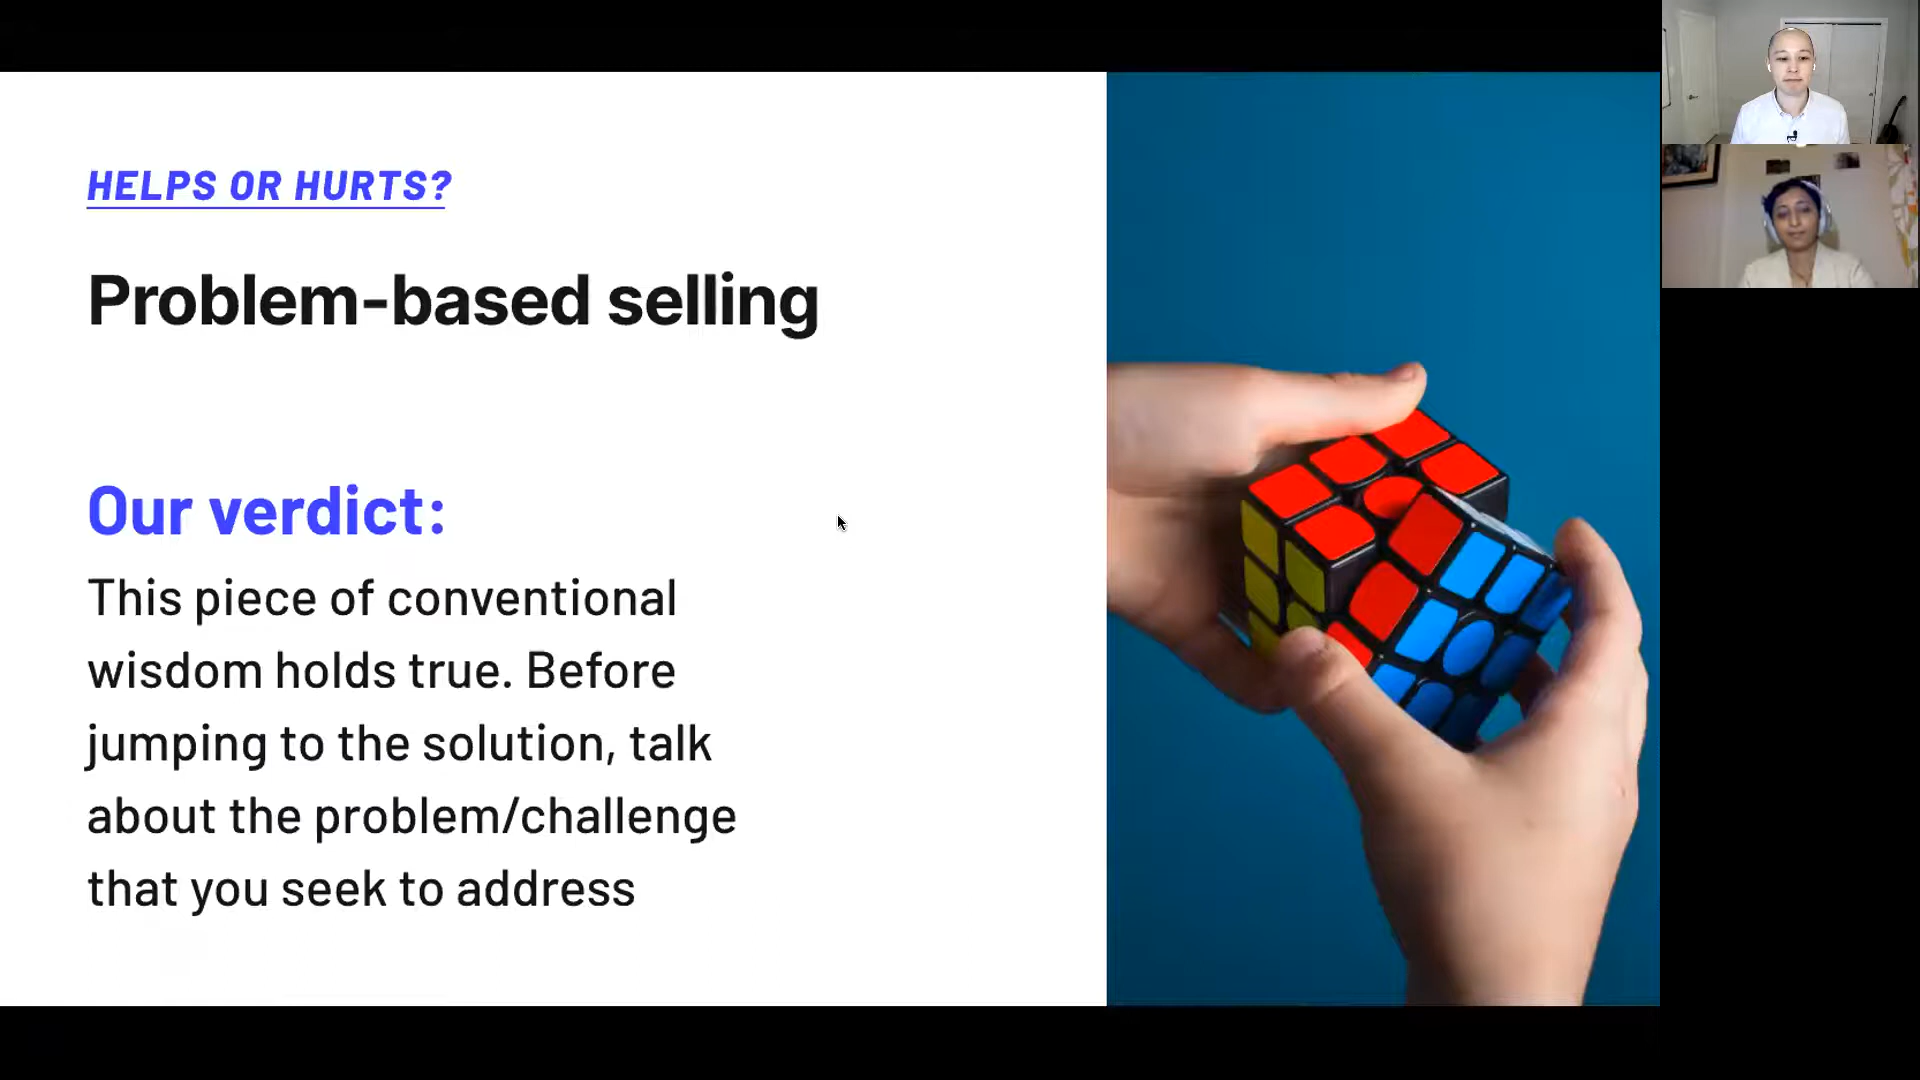 HELPS OR HURTS?
Problem-based selling
Our verdict:
This piece of conventional
wisdom holds true. Before
jumping to the solution, talk
about the problem/challenge
that you seek to address